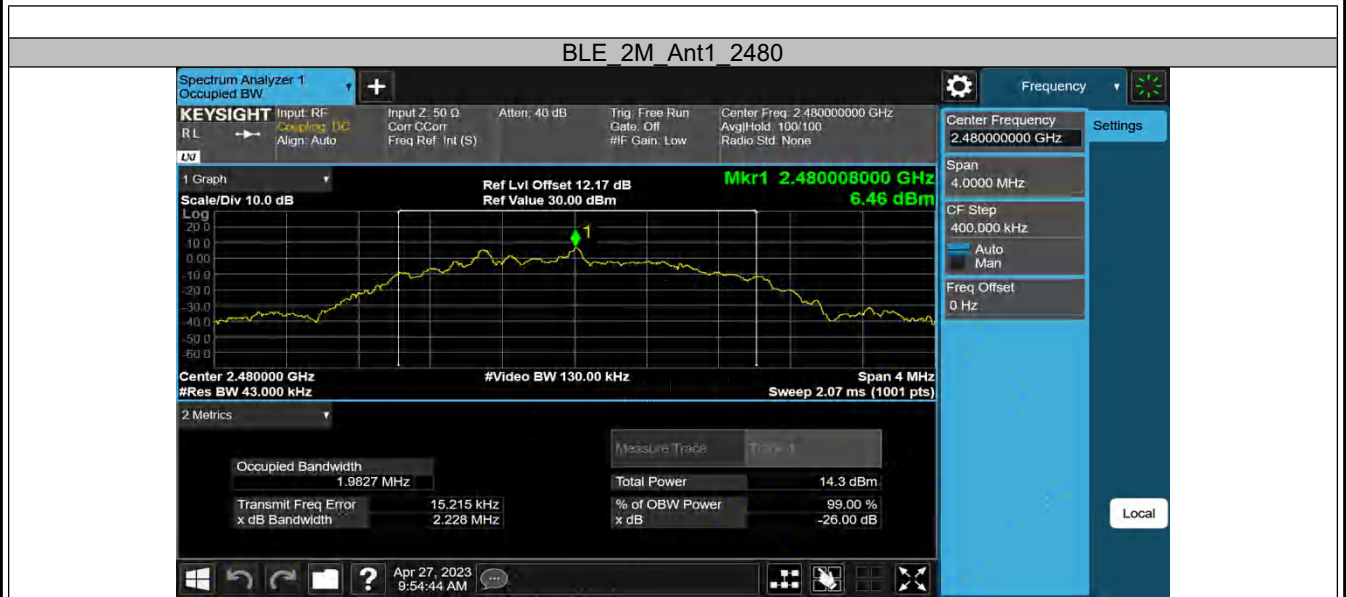 BLE_2M_Ant1_2480
Spectrum Analyzer 1
Occupied BW
+
Frequency
KEYSIGHT
RL
LXI
Input: RF
Coupling: DC
Align: Auto
Input Z: 50 Ω
Corr CCorr
Freq Ref: Int (S)
Atten: 40 dB
Trig: Free Run
Gate: Off
#IF Gain: Low
Center Freq: 2.480000000 GHz
Avg|Hold: 100/100
Radio Std: None
Center Frequency
2.480000000 GHz
Settings
Span
4.0000 MHz
CF Step
400.000 kHz
Auto
Man
Freq Offset
0 Hz
Local
1 Graph
Scale/Div 10.0 dB
Ref Lvl Offset 12.17 dB
Ref Value 30.00 dBm
Mkr1 2.480008000 GHz
6.46 dBm
Log
20.0
10.0
0.00
-10.0
-20.0
-30.0
-40.0
-50.0
-60.0
1
Center 2.480000 GHz
#Video BW 130.00 kHz
Span 4 MHz
#Res BW 43.000 kHz
Sweep 2.07 ms (1001 pts)
2 Metrics
Measure Trace
Trace 1
Occupied Bandwidth
1.9827 MHz
Total Power
14.3 dBm
Transmit Freq Error
15.215 kHz
% of OBW Power
99.00 %
x dB Bandwidth
2.228 MHz
x dB
-26.00 dB
?
Apr 27, 2023
9:54:44 AM